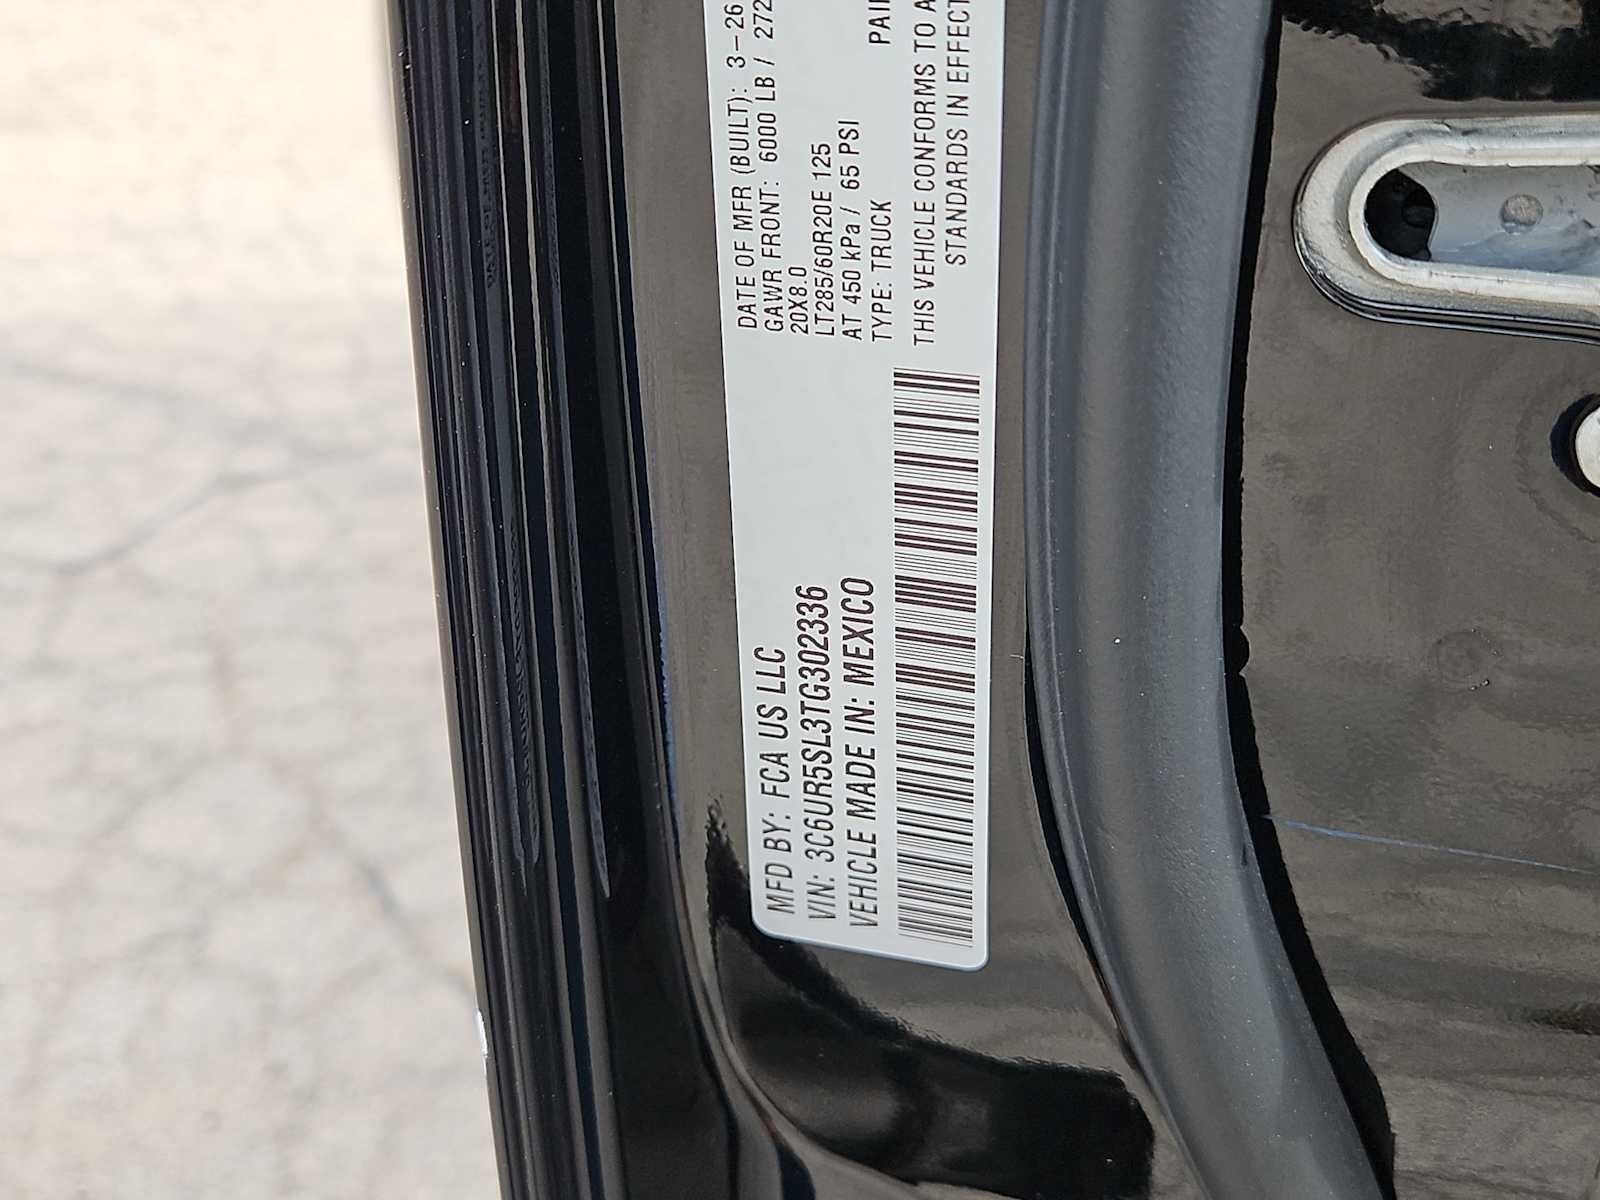 MFD BY: FCA US LLC
VIN: 3C6UR5SL3TG302336
VEHICLE MADE IN: MEXICO
DATE OF MFR (BUILT): 3-26
GAWR FRONT: 6000 LB / 272
20X8.0
LT285/60R20E 125
AT 450 kPa / 65 PSI
TYPE: TRUCK
PAI
THIS VEHICLE CONFORMS TO A
STANDARDS IN EFFECT